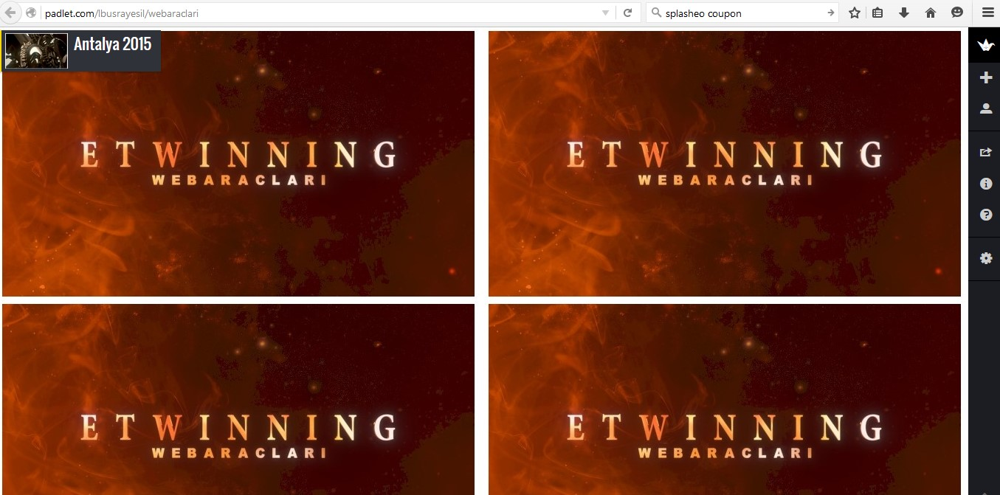 padlet.com/lbusrayesil/webaraclari
splasheo coupon
Antalya 2015
ETWINNING
WEBARACLARI
ETWINNING
WEBARACLARI
ETWINNING
WEBARACLARI
ETWINNING
WEBARACLARI